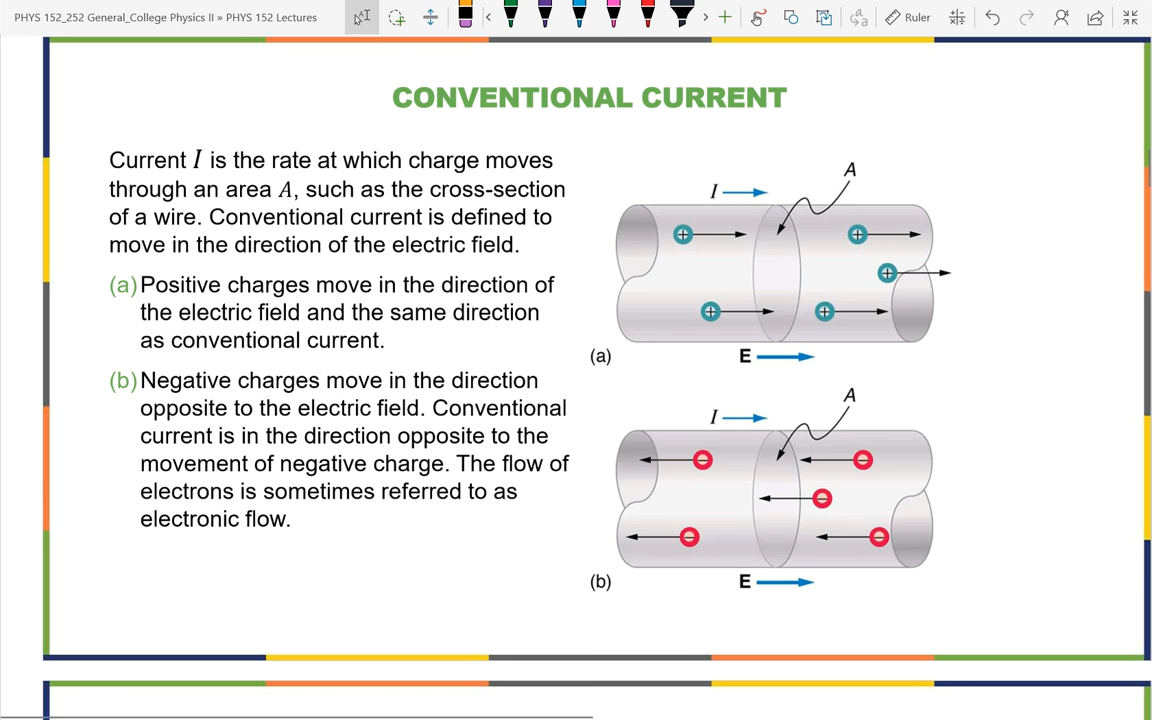 PHYS 152_252 General_College Physics II » PHYS 152 Lectures
Ruler
CONVENTIONAL CURRENT
Current I is the rate at which charge moves
through an area A, such as the cross-section
of a wire. Conventional current is defined to
move in the direction of the electric field.
(a) Positive charges move in the direction of
the electric field and the same direction
as conventional current.
(b) Negative charges move in the direction
opposite to the electric field. Conventional
current is in the direction opposite to the
movement of negative charge. The flow of
electrons is sometimes referred to as
electronic flow.
A
I
(a)
E
A
I
(b)
E